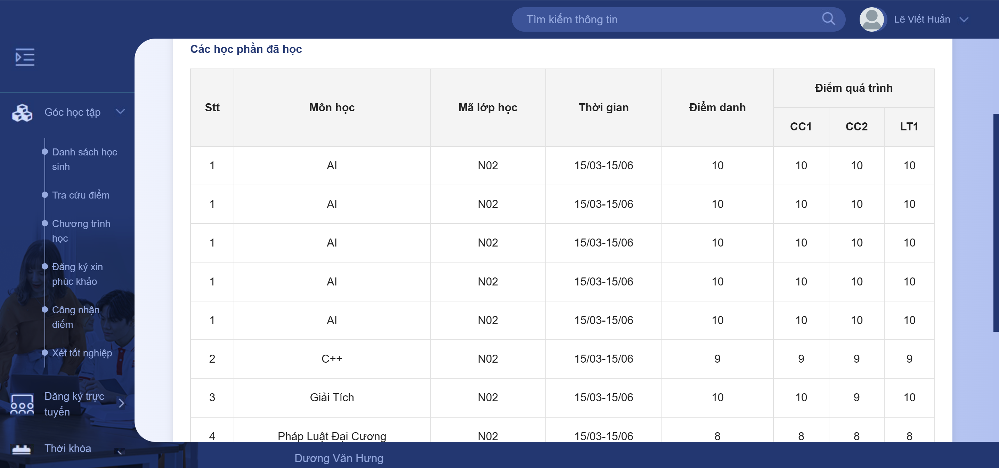 Tìm kiếm thông tin
Lê Viết Huấn
Góc học tập
Danh sách học
sinh
Tra cứu điểm
Chương trình
học
Đăng ký xin
phúc khảo
Công nhận
điểm
Xét tốt nghiệp
Đăng ký trực
tuyến
Thời khóa
Các học phần đã học
Stt Môn học Mã lớp học Thời gian Điểm danh Điểm quá trình
CC1 CC2 LT1
1 AI N02 15/03-15/06 10 10 10 10
1 AI N02 15/03-15/06 10 10 10 10
1 AI N02 15/03-15/06 10 10 10 10
1 AI N02 15/03-15/06 10 10 10 10
1 AI N02 15/03-15/06 10 10 10 10
2 C++ N02 15/03-15/06 9 9 9 9
3 Giải Tích N02 15/03-15/06 10 10 9 10
4 Pháp Luật Đại Cương N02 15/03-15/06 8 8 8 8
Dương Văn Hưng